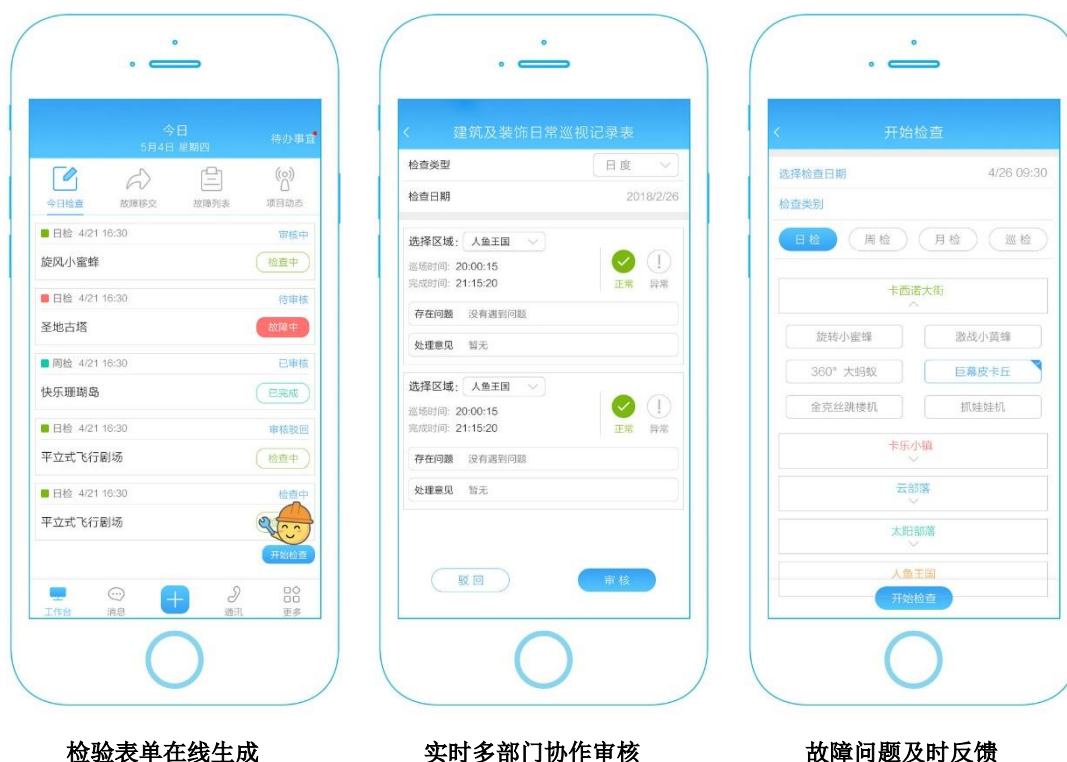 今日
5月4日 星期四
待办事宜
今日检查 故障移交 故障列表 项目动态
日检 4/21 16:30 审核中
旋风小蜜蜂 检查中
日检 4/21 16:30 待审核
圣地古塔 故障中
周检 4/21 16:30 已审核
快乐珊瑚岛 已完成
日检 4/21 16:30 审核驳回
平立式飞行剧场 检查中
日检 4/21 16:30 检查中
平立式飞行剧场
开始检查
工作台 消息 通讯 更多
检验表单在线生成
建筑及装饰日常巡视记录表
检查类型 日度
检查日期 2018/2/26
选择区域: 人鱼王国
巡场时间: 20:00:15
完成时间: 21:15:20 正常 异常
存在问题 没有遇到问题
处理意见 暂无
选择区域: 人鱼王国
巡场时间: 20:00:15
完成时间: 21:15:20 正常 异常
存在问题 没有遇到问题
处理意见 暂无
驳回 审核
实时多部门协作审核
开始检查
选择检查日期 4/26 09:30
检查类别
日检 周检 月检 巡检
卡西诺大街
旋转小蜜蜂 激战小黄蜂
360° 大蚂蚁 巨幕皮卡丘
金克丝跳楼机 抓娃娃机
卡乐小镇
云部落
太阳部落
人鱼王国
开始检查
故障问题及时反馈